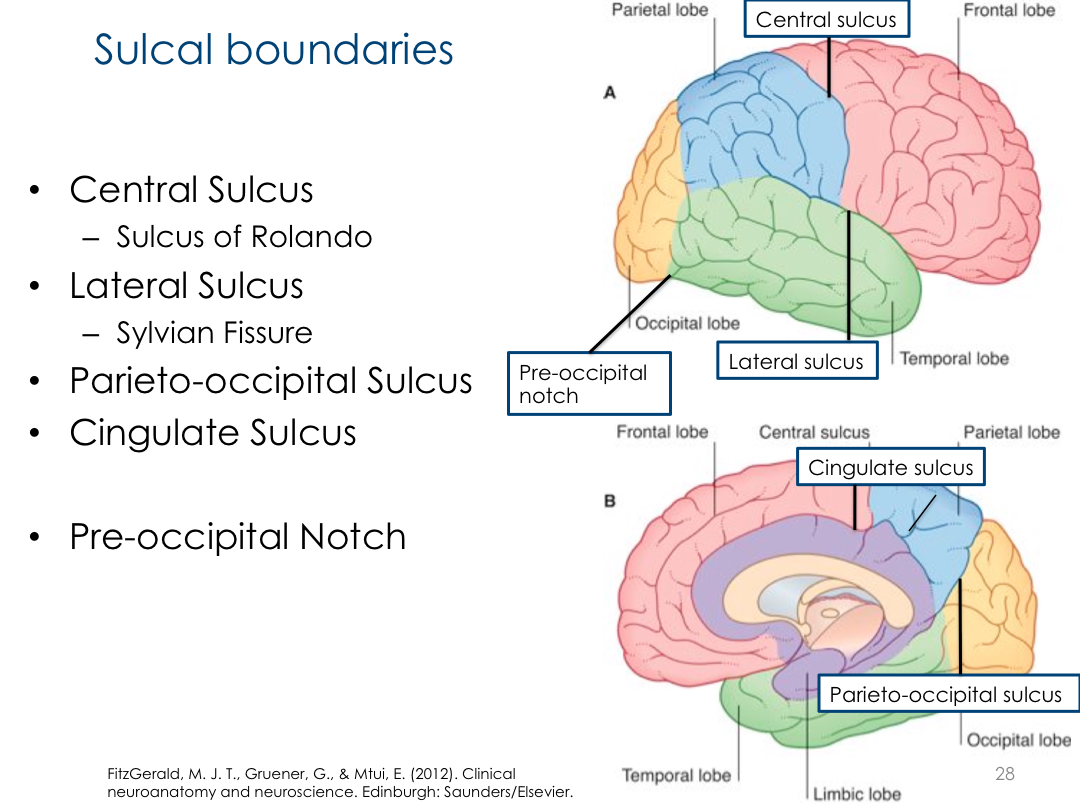 Sulcal boundaries
• Central Sulcus
– Sulcus of Rolando
• Lateral Sulcus
– Sylvian Fissure
• Parieto-occipital Sulcus
• Cingulate Sulcus
• Pre-occipital Notch
FitzGerald, M. J. T., Gruener, G., & Mtui, E. (2012). Clinical
neuroanatomy and neuroscience. Edinburgh: Saunders/Elsevier.
Parietal lobe
Central sulcus
Frontal lobe
A
Occipital lobe
Pre-occipital
notch
Lateral sulcus
Temporal lobe
Frontal lobe
Central sulcus
Parietal lobe
Cingulate sulcus
B
Parieto-occipital sulcus
Occipital lobe
Temporal lobe
Limbic lobe
28